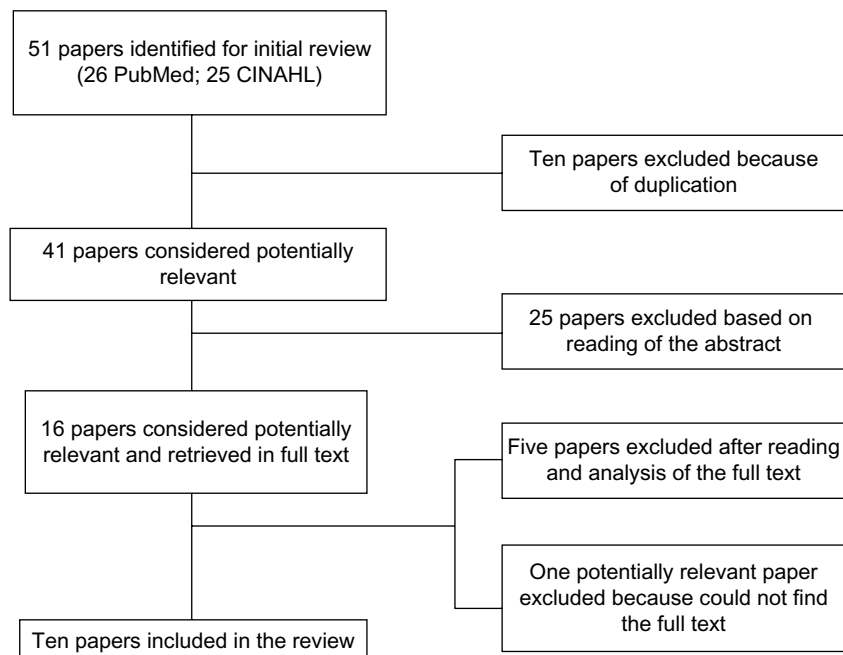 51 papers identified for initial review
(26 PubMed; 25 CINAHL)
Ten papers excluded because
of duplication
41 papers considered potentially
relevant
25 papers excluded based on
reading of the abstract
16 papers considered potentially
relevant and retrieved in full text
Five papers excluded after reading
and analysis of the full text
One potentially relevant paper
excluded because could not find
the full text
Ten papers included in the review